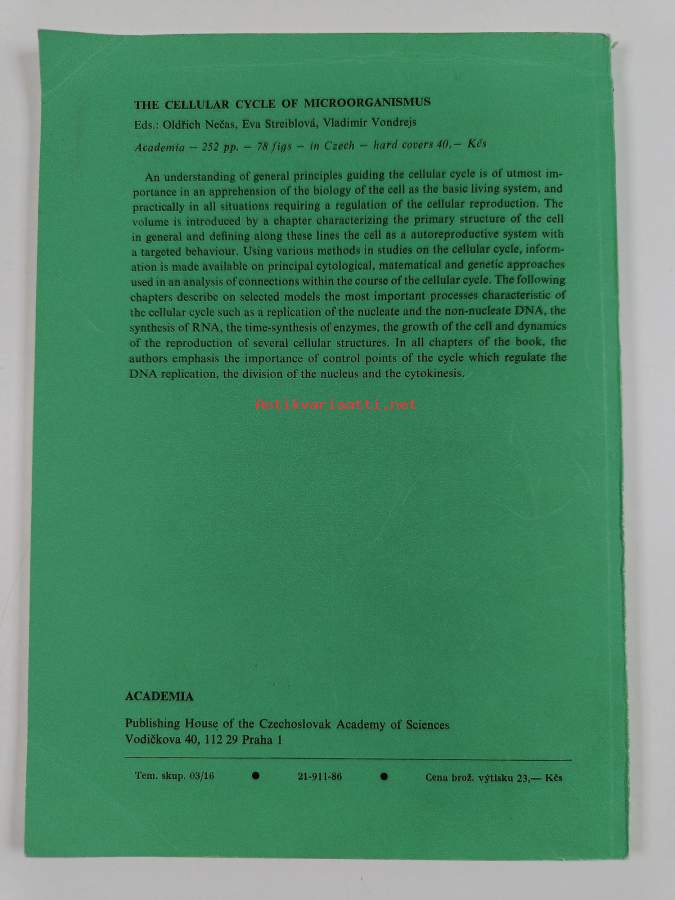 THE CELLULAR CYCLE OF MICROORGANISMUS
Eds.: Oldřich Nečas, Eva Streiblová, Vladimír Vondrejs
Academia — 252 pp. — 78 figs — in Czech — hard covers 40,— Kčs
An understanding of general principles guiding the cellular cycle is of utmost im-
portance in an apprehension of the biology of the cell as the basic living system, and
practically in all situations requiring a regulation of the cellular reproduction. The
volume is introduced by a chapter characterizing the primary structure of the cell
in general and defining along these lines the cell as a autoreproductive system with
a targeted behaviour. Using various methods in studies on the cellular cycle, inform-
ation is made available on principal cytological, matematical and genetic approaches
used in an analysis of connections within the course of the cellular cycle. The following
chapters describe on selected models the most important processes characteristic of
the cellular cycle such as a replication of the nucleate and the non-nucleate DNA, the
synthesis of RNA, the time-synthesis of enzymes, the growth of the cell and dynamics
of the reproduction of several cellular structures. In all chapters of the book, the
authors emphasis the importance of control points of the cycle which regulate the
DNA replication, the division of the nucleus and the cytokinesis.
Antikvariaatti.net
ACADEMIA
Publishing House of the Czechoslovak Academy of Sciences
Vodičkova 40, 112 29 Praha 1
Tem. skup. 03/16 ● 21-911-86 ● Cena brož. výtisku 23,— Kčs